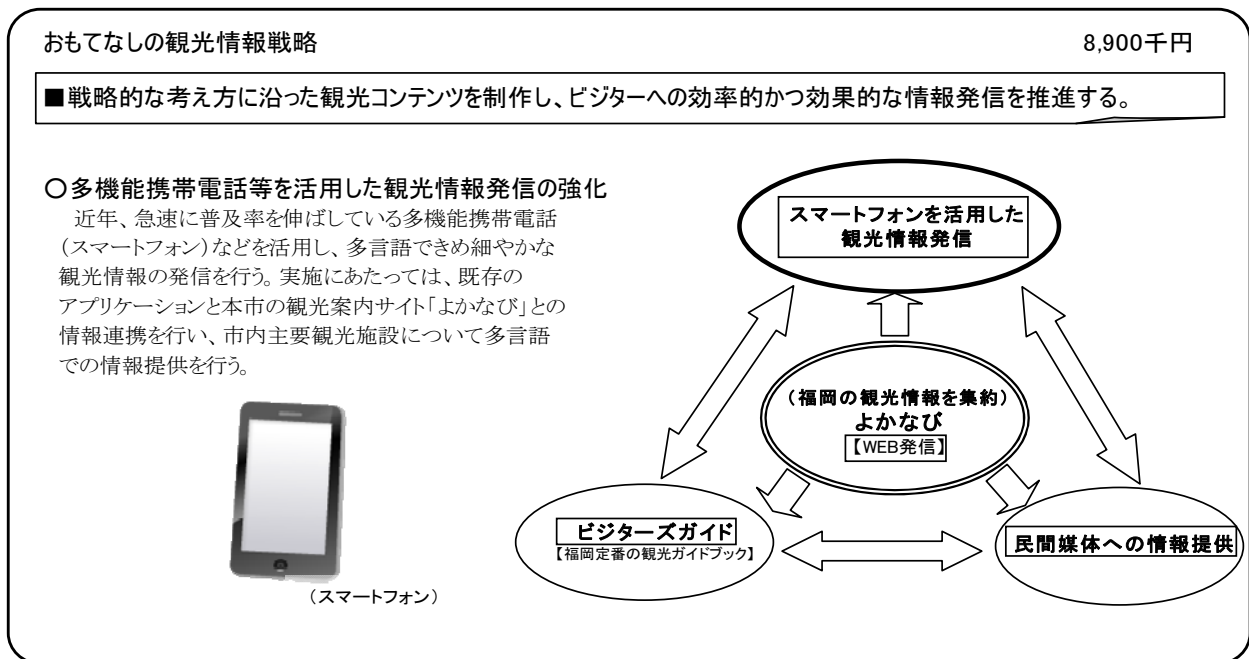 おもてなしの観光情報戦略 8,900千円
■戦略的な考え方に沿った観光コンテンツを制作し、ビジターへの効率的かつ効果的な情報発信を推進する。
○多機能携帯電話等を活用した観光情報発信の強化
近年、急速に普及率を伸ばしている多機能携帯電話
(スマートフォン)などを活用し、多言語できめ細やかな
観光情報の発信を行う。実施にあたっては、既存の
アプリケーションと本市の観光案内サイト「よかなび」との
情報連携を行い、市内主要観光施設について多言語
での情報提供を行う。
(スマートフォン)
スマートフォンを活用した
観光情報発信
(福岡の観光情報を集約)
よかなび
【WEB発信】
ビジターズガイド
【福岡定番の観光ガイドブック】
民間媒体への情報提供